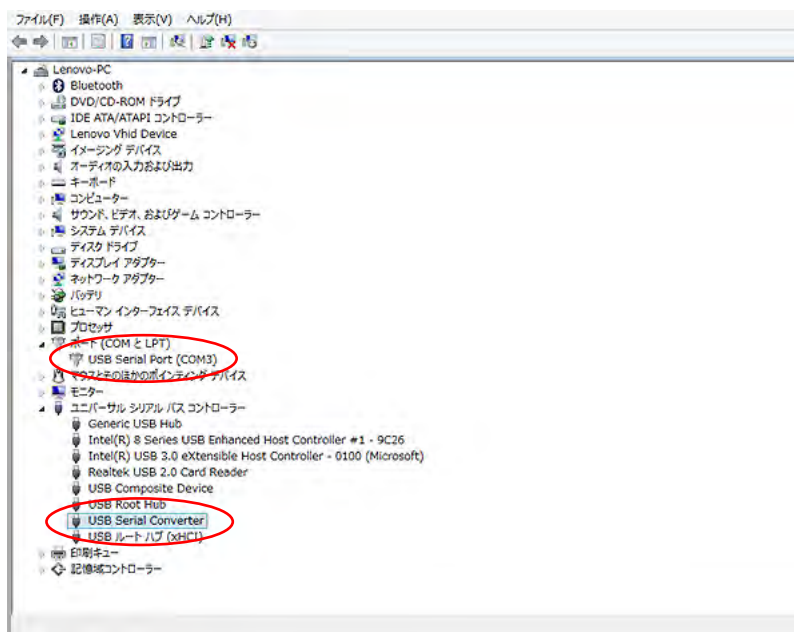 ファイル(F) 操作(A) 表示(V) ヘルプ(H)
Lenovo-PC
Bluetooth
DVD/CD-ROM ドライブ
IDE ATA/ATAPI コントローラー
Lenovo Vhid Device
イメージング デバイス
オーディオの入力および出力
キーボード
コンピューター
サウンド、ビデオ、およびゲーム コントローラー
システム デバイス
ディスク ドライブ
ディスプレイ アダプター
ネットワーク アダプター
バッテリ
ヒューマン インターフェイス デバイス
プロセッサ
ポート (COM と LPT)
USB Serial Port (COM3)
マウスとそのほかのポインティング デバイス
モニター
ユニバーサル シリアル バス コントローラー
Generic USB Hub
Intel(R) 8 Series USB Enhanced Host Controller #1 - 9C26
Intel(R) USB 3.0 eXtensible Host Controller - 0100 (Microsoft)
Realtek USB 2.0 Card Reader
USB Composite Device
USB Root Hub
USB Serial Converter
USB ルート ハブ (xHCI)
印刷キュー
記憶域コントローラー